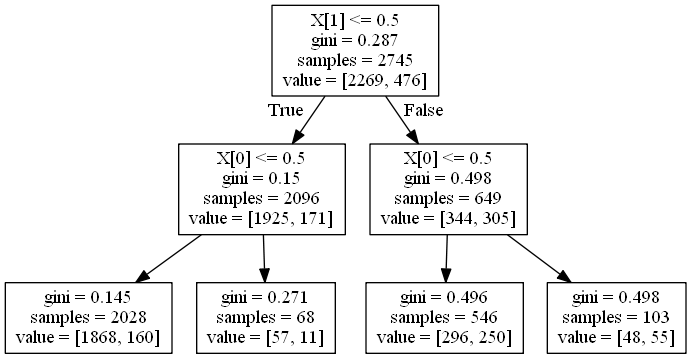 X[1] <= 0.5
gini = 0.287
samples = 2745
value = [2269, 476]
True
False
X[0] <= 0.5
gini = 0.15
samples = 2096
value = [1925, 171]
X[0] <= 0.5
gini = 0.498
samples = 649
value = [344, 305]
gini = 0.145
samples = 2028
value = [1868, 160]
gini = 0.271
samples = 68
value = [57, 11]
gini = 0.496
samples = 546
value = [296, 250]
gini = 0.498
samples = 103
value = [48, 55]